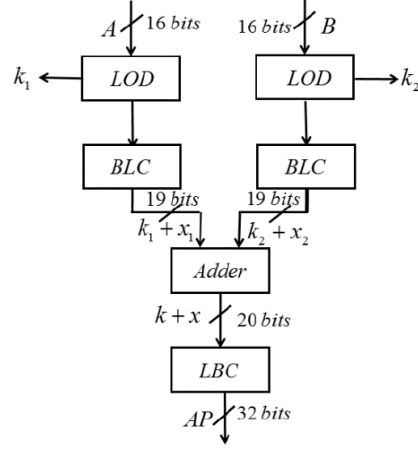 A 16 bits 16 bits B
k₁ LOD LOD k₂
BLC BLC
19 bits 19 bits
k₁ + x₁ k₂ + x₂
Adder
k + x 20 bits
LBC
AP 32 bits